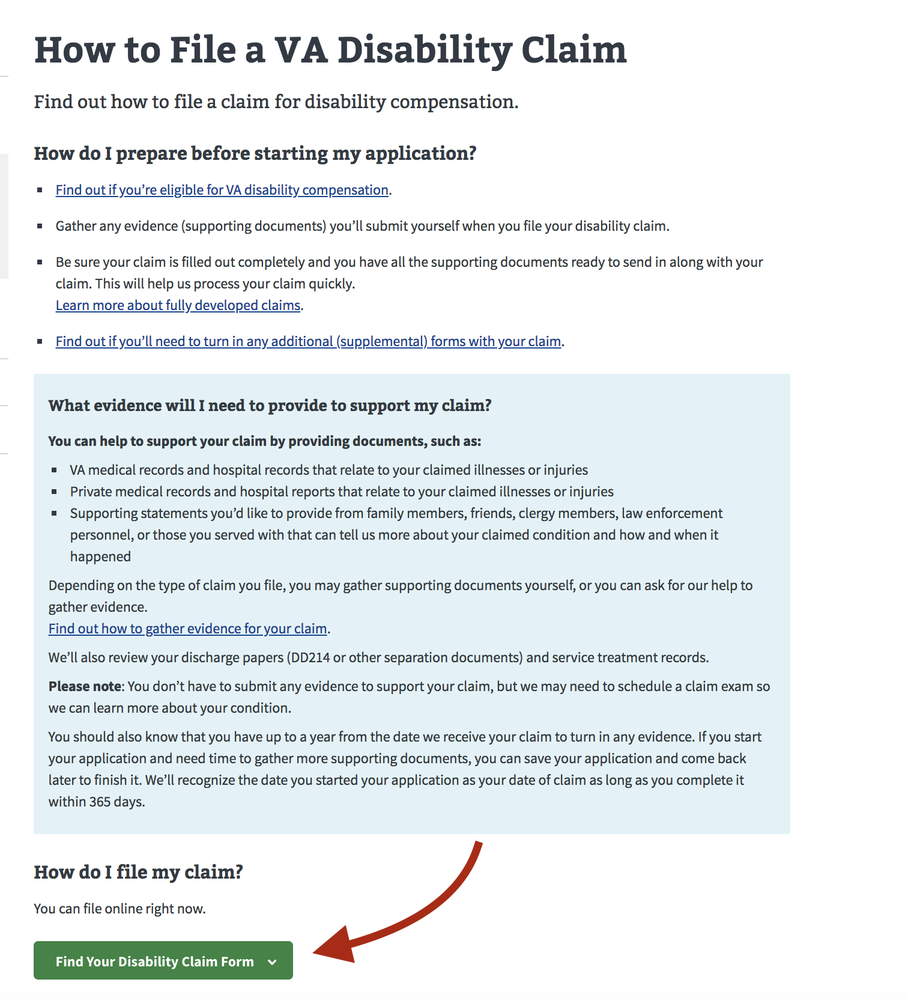 How to File a VA Disability Claim
Find out how to file a claim for disability compensation.
How do I prepare before starting my application?
Find out if you’re eligible for VA disability compensation.
Gather any evidence (supporting documents) you’ll submit yourself when you file your disability claim.
Be sure your claim is filled out completely and you have all the supporting documents ready to send in along with your
claim. This will help us process your claim quickly.
Learn more about fully developed claims.
Find out if you’ll need to turn in any additional (supplemental) forms with your claim.
What evidence will I need to provide to support my claim?
You can help to support your claim by providing documents, such as:
VA medical records and hospital records that relate to your claimed illnesses or injuries
Private medical records and hospital reports that relate to your claimed illnesses or injuries
Supporting statements you’d like to provide from family members, friends, clergy members, law enforcement
personnel, or those you served with that can tell us more about your claimed condition and how and when it
happened
Depending on the type of claim you file, you may gather supporting documents yourself, or you can ask for our help to
gather evidence.
Find out how to gather evidence for your claim.
We’ll also review your discharge papers (DD214 or other separation documents) and service treatment records.
Please note: You don’t have to submit any evidence to support your claim, but we may need to schedule a claim exam so
we can learn more about your condition.
You should also know that you have up to a year from the date we receive your claim to turn in any evidence. If you start
your application and need time to gather more supporting documents, you can save your application and come back
later to finish it. We’ll recognize the date you started your application as your date of claim as long as you complete it
within 365 days.
How do I file my claim?
You can file online right now.
Find Your Disability Claim Form